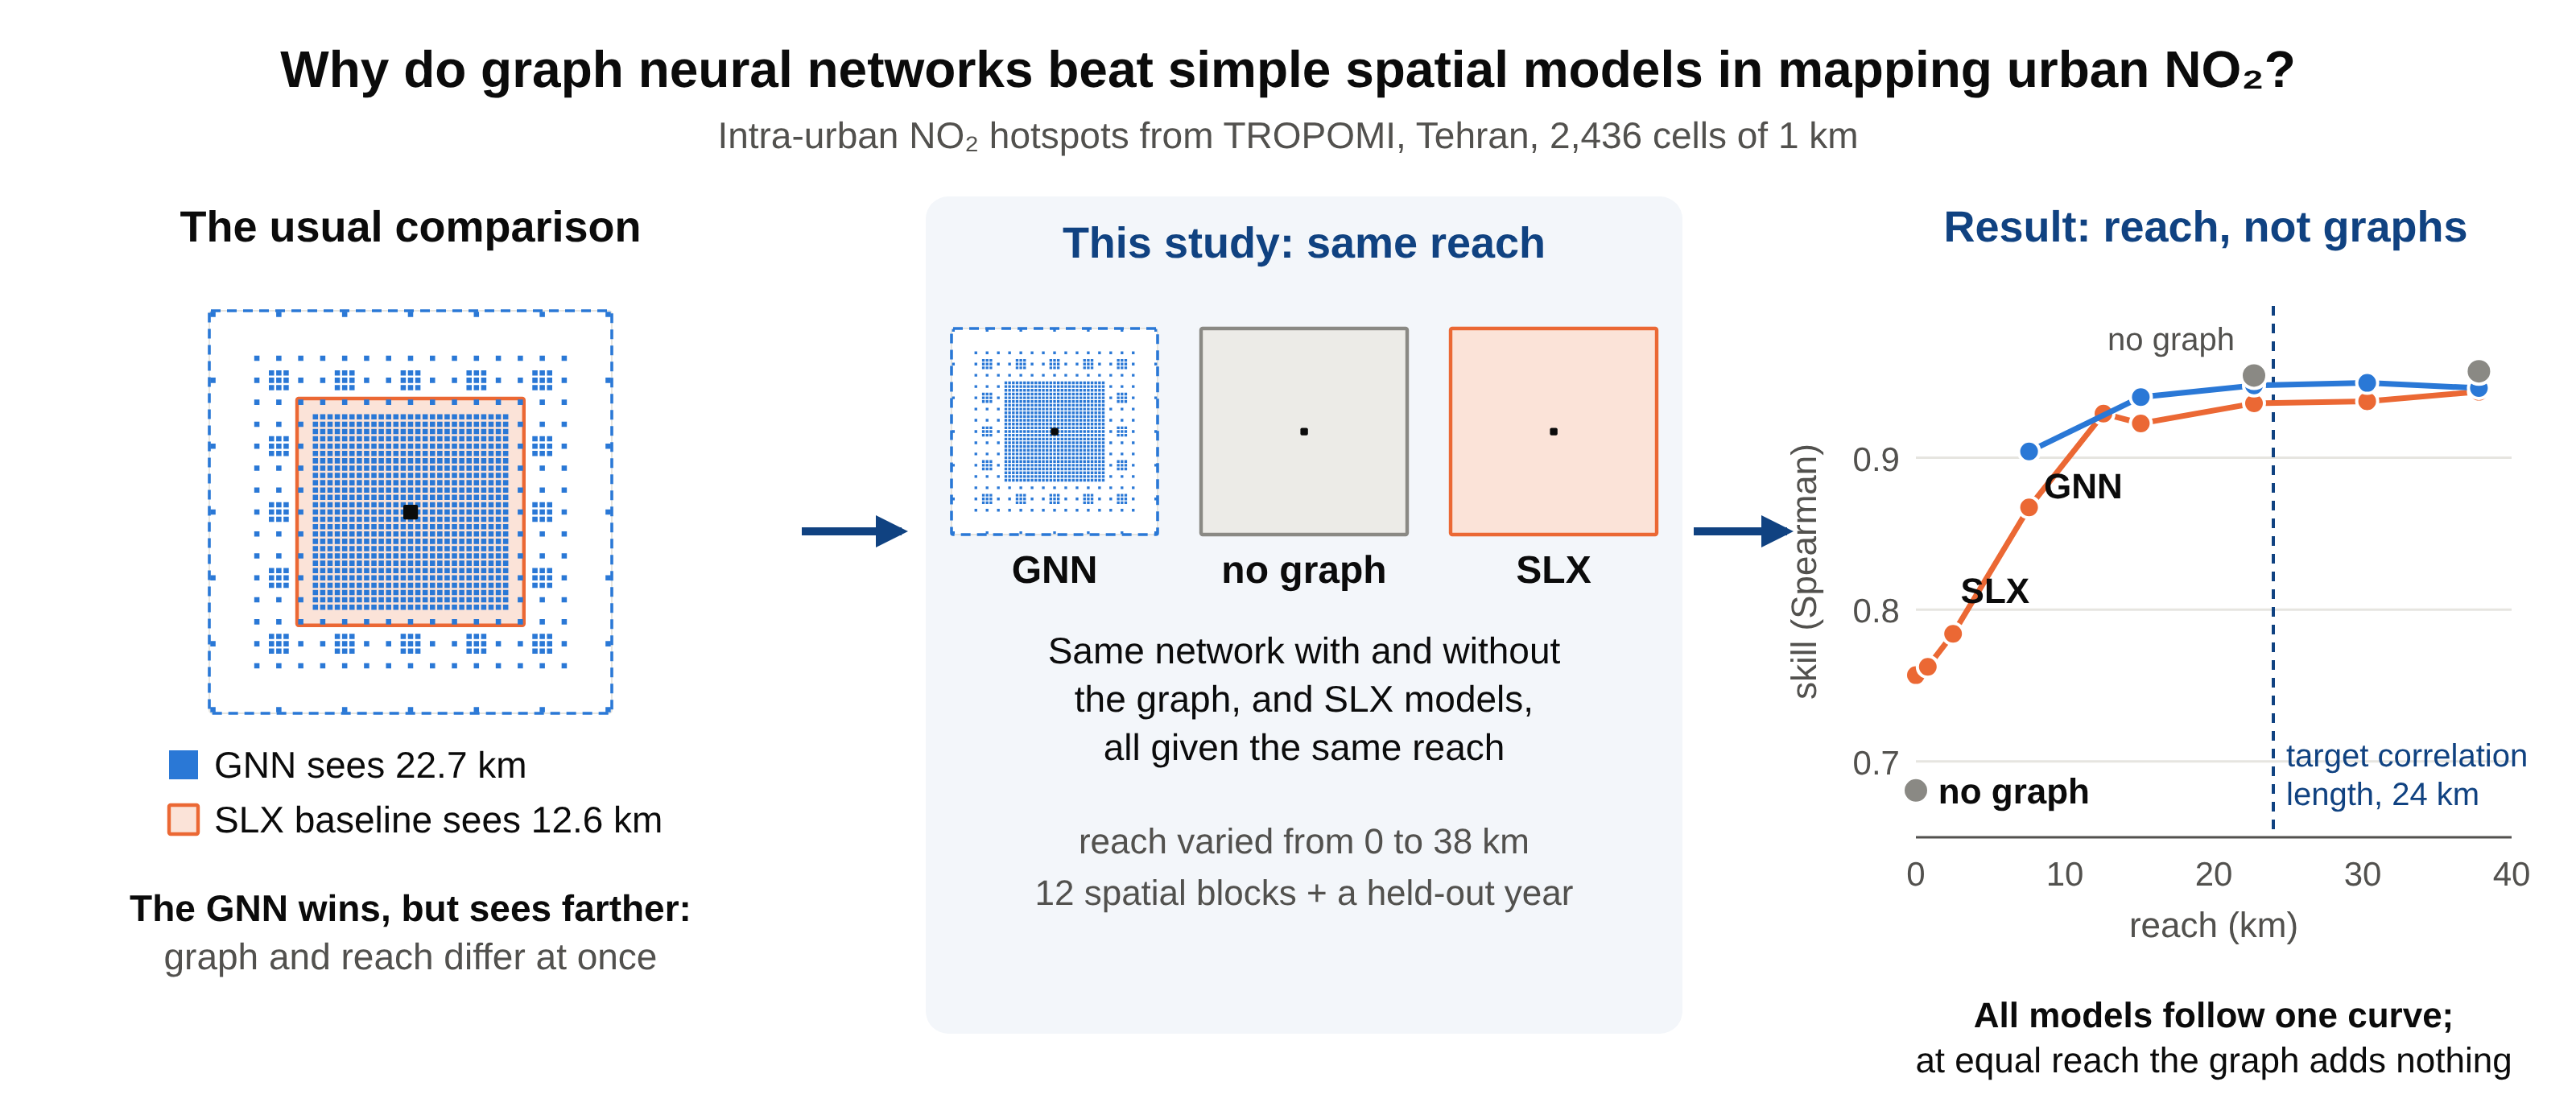 Why do graph neural networks beat simple spatial models in mapping urban NO₂?
Intra-urban NO₂ hotspots from TROPOMI, Tehran, 2,436 cells of 1 km
The usual comparison
GNN sees 22.7 km
SLX baseline sees 12.6 km
The GNN wins, but sees farther:
graph and reach differ at once
This study: same reach
GNN
no graph
SLX
Same network with and without
the graph, and SLX models,
all given the same reach
reach varied from 0 to 38 km
12 spatial blocks + a held-out year
Result: reach, not graphs
no graph
0.9
GNN
skill (Spearman)
0.8
SLX
0.7
target correlation
length, 24 km
no graph
0
10
20
30
40
reach (km)
All models follow one curve;
at equal reach the graph adds nothing